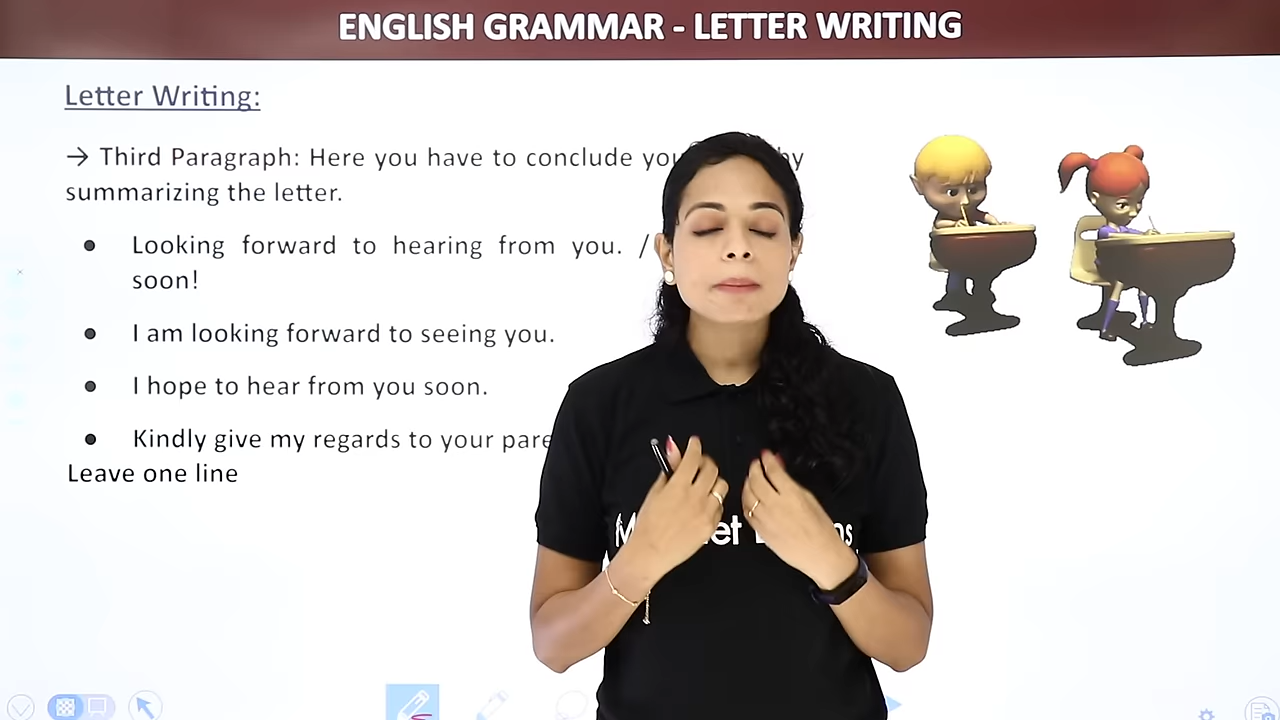 ENGLISH GRAMMAR - LETTER WRITING
Letter Writing:
→ Third Paragraph: Here you have to conclude by
summarizing the letter.
• Looking forward to hearing from you. /
soon!
• I am looking forward to seeing you.
• I hope to hear from you soon.
• Kindly give my regards to your
Leave one line